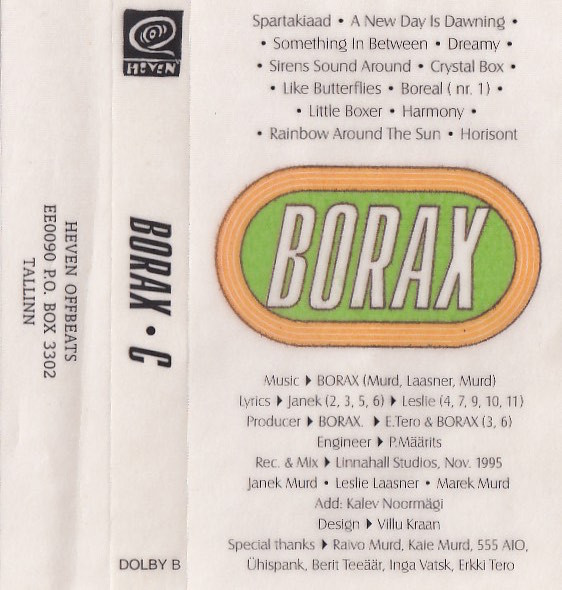 Spartakiaad • A New Day Is Dawning •
• Something In Between • Dreamy •
• Sirens Sound Around • Crystal Box •
• Like Butterflies • Boreal ( nr. 1 ) •
• Little Boxer • Harmony •
• Rainbow Around The Sun • Horisont
BORAX
Music ▸ BORAX (Murd, Laasner, Murd)
Lyrics ▸ Janek (2, 3, 5, 6) ▸ Leslie (4, 7, 9, 10, 11)
Producer ▸ BORAX. ▸ E.Tero & BORAX (3, 6)
Engineer ▸ P.Määrits
Rec. & Mix ▸ Linnahall Studios, Nov. 1995
Janek Murd • Leslie Laasner • Marek Murd
Add: Kalev Noormägi
Design ▸ Villu Kraan
Special thanks ▸ Raivo Murd, Kaie Murd, 555 AIO,
Ühispank, Berit Teeäär, Inga Vatsk, Erkki Tero
HEVEN
BORAX • C
DOLBY B
HEVEN OFFBEATS
EE0090 P.O. BOX 3302
TALLINN